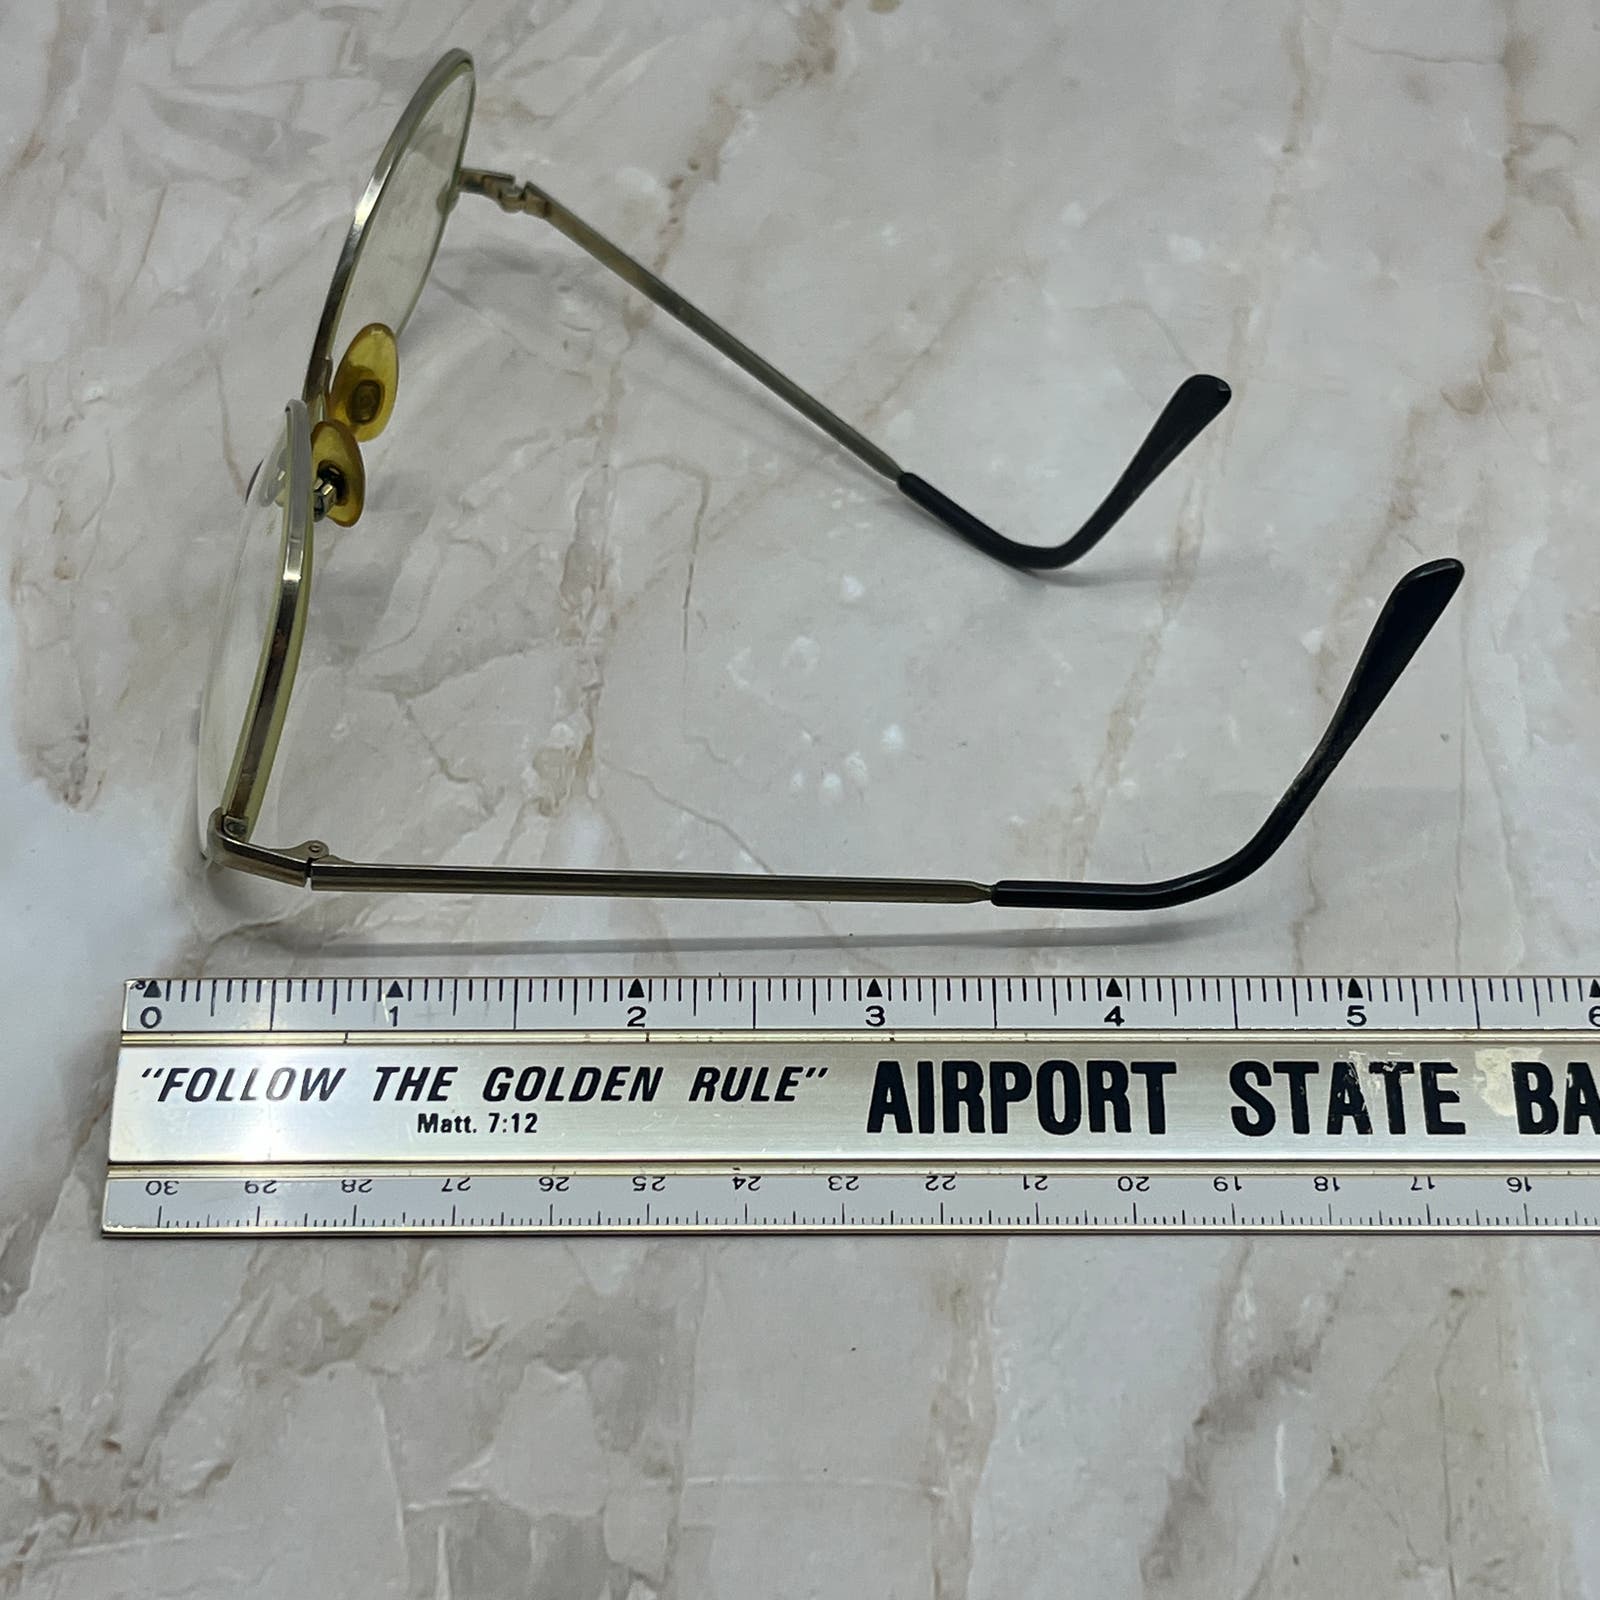 0 1 2 3 4 5 6
"FOLLOW THE GOLDEN RULE" AIRPORT STATE BA
Matt. 7:12
30 29 28 27 26 25 24 23 22 21 20 19 18 17 16